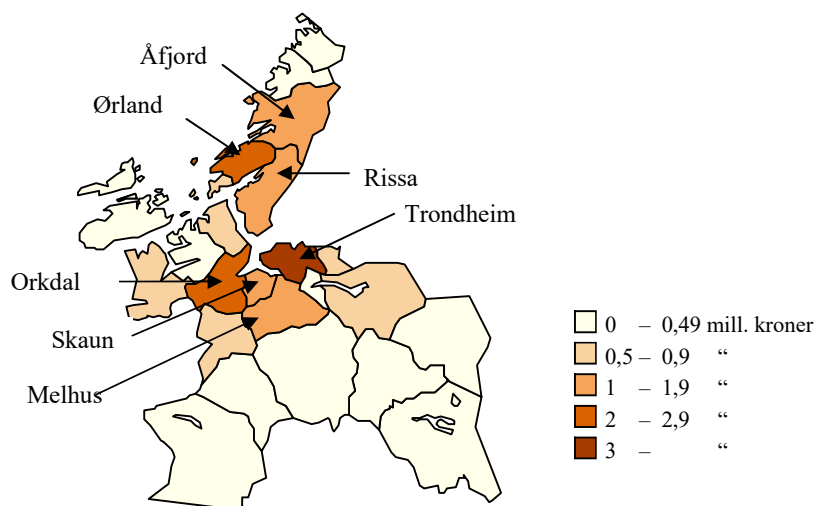 Åfjord
Ørland
Rissa
Trondheim
Orkdal
Skaun
Melhus
0 – 0,49 mill. kroner
0,5 – 0,9 “
1 – 1,9 “
2 – 2,9 “
3 – “